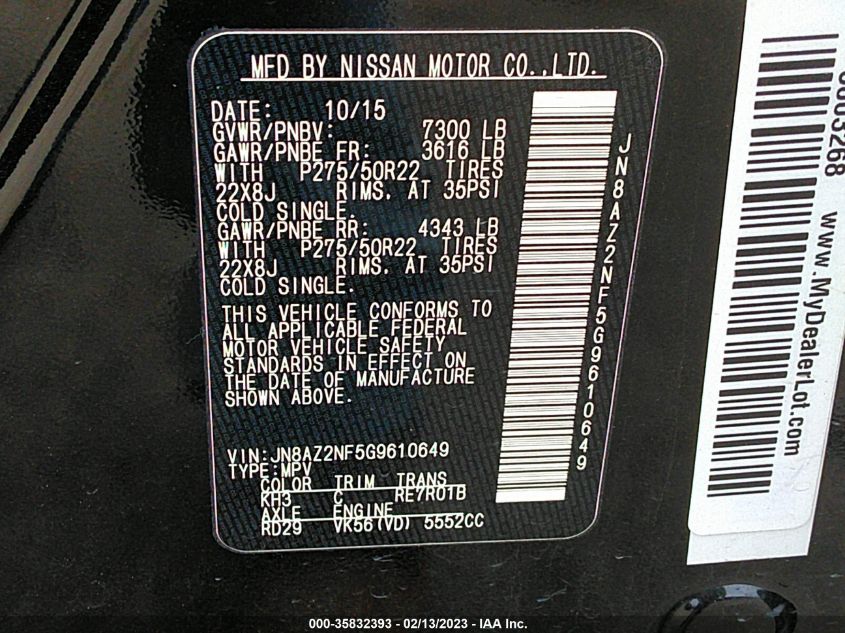 MFD BY NISSAN MOTOR CO.,LTD.
DATE: 10/15
GVWR/PNBV: 7300 LB
GAWR/PNBE FR: 3616 LB
WITH P275/50R22 TIRES
22X8J RIMS, AT 35PSI
COLD SINGLE.
GAWR/PNBE RR: 4343 LB
WITH P275/50R22 TIRES
22X8J RIMS, AT 35PSI
COLD SINGLE.
THIS VEHICLE CONFORMS TO
ALL APPLICABLE FEDERAL
MOTOR VEHICLE SAFETY
STANDARDS IN EFFECT ON
THE DATE OF MANUFACTURE
SHOWN ABOVE.
VIN:JN8AZ2NF5G9610649
TYPE:MPV
COLOR TRIM TRANS
KH3 C RE7R01B
AXLE ENGINE
RD29 VK56(VD) 5552CC
JN8AZ2NF5G9610649
www.MyDealerLot.com
000-35832393 - 02/13/2023 - IAA Inc.